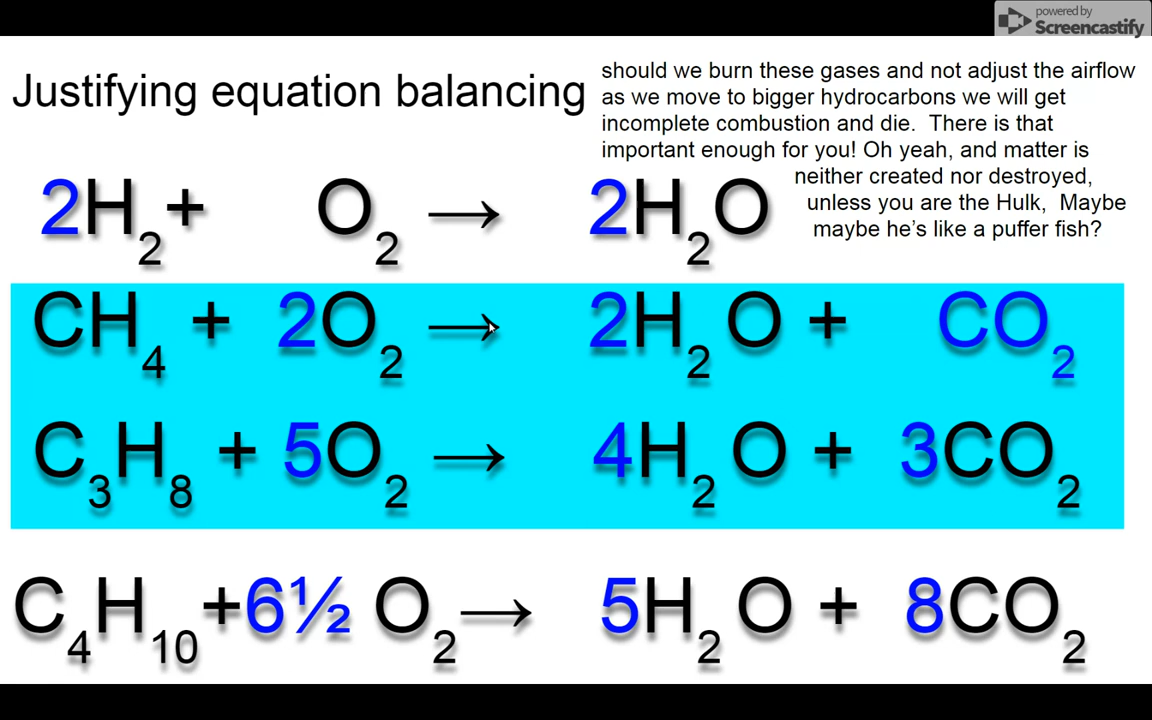 powered by
Screencastify
Justifying equation balancing
should we burn these gases and not adjust the airflow
as we move to bigger hydrocarbons we will get
incomplete combustion and die.  There is that
important enough for you! Oh yeah, and matter is
neither created nor destroyed,
unless you are the Hulk,  Maybe
maybe he's like a puffer fish?
2H₂+ O₂ → 2H₂O
CH₄ + 2O₂ → 2H₂O + CO₂
C₃H₈ + 5O₂ → 4H₂O + 3CO₂
C₄H₁₀+6½ O₂→ 5H₂O + 8CO₂